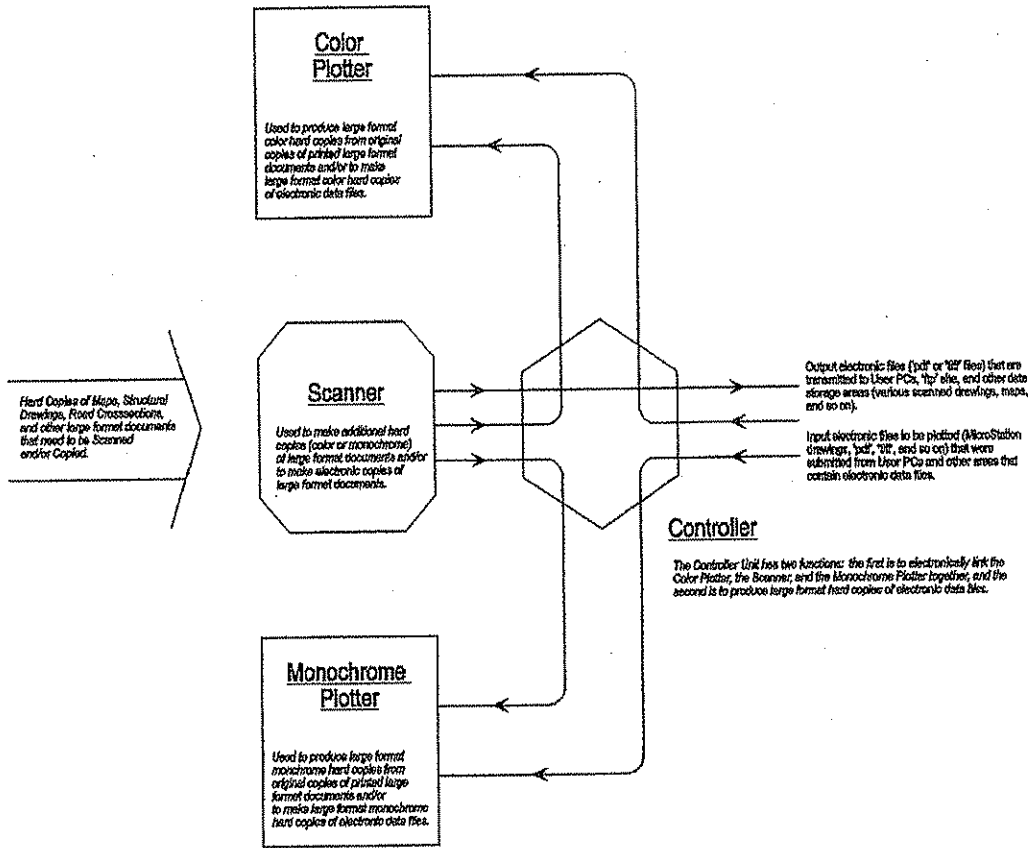 Color
Plotter
Used to produce large format
color hard copies from original
copies of printed large format
documents and/or to make
large format color hard copies
of electronic data files.
Hard Copies of Maps, Structural
Drawings, Road Crosssections,
and other large format documents
that need to be Scanned
and/or Copied.
Scanner
Used to make additional hard
copies (color or monochrome)
of large format documents and/or
to make electronic copies of
large format documents.
Output electronic files ('pdf' or 'tiff' files) that are
transmitted to User PCs, 'ftp' site, and other data
storage areas (various scanned drawings, maps,
and so on).
Input electronic files to be plotted (MicroStation
drawings, 'pdf', 'tiff', and so on) that were
submitted from User PCs and other areas that
contain electronic data files.
Controller
The Controller Unit has two functions: the first is to electronically link the
Color Plotter, the Scanner, and the Monochrome Plotter together, and the
second is to produce large format hard copies of electronic data files.
Monochrome
Plotter
Used to produce large format
monochrome hard copies from
original copies of printed large
format documents and/or
to make large format monochrome
hard copies of electronic data files.